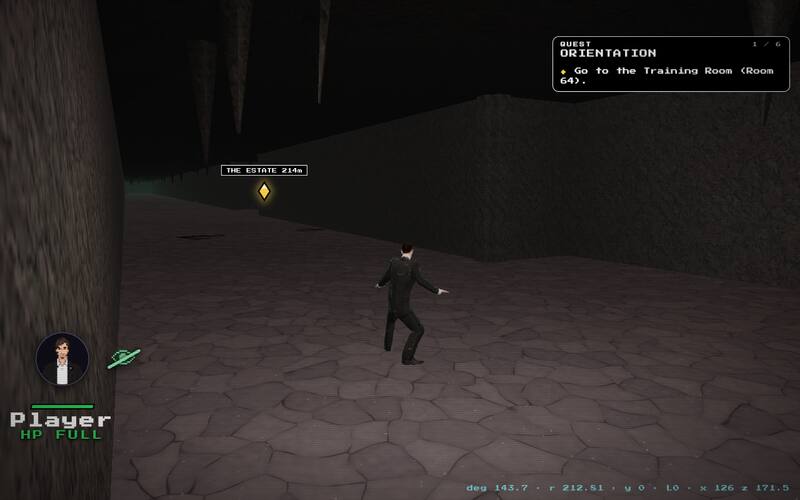 QUEST 1 / 6
ORIENTATION
Go to the Training Room (Room
64).
THE ESTATE 214m
Player
HP FULL
deg 143.7 · r 212.81 · y 0 · L0 · x 126 z 171.5